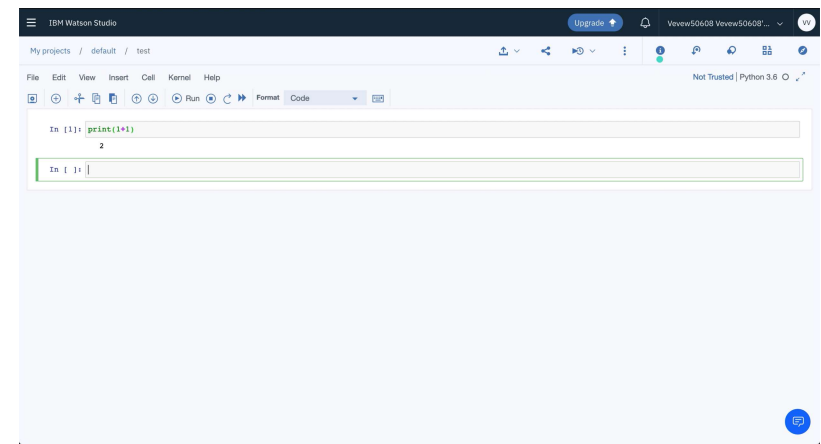 IBM Watson Studio
Upgrade
Vevew50608 Vevew50608'...
VV
My projects / default / test
File Edit View Insert Cell Kernel Help
Not Trusted | Python 3.6
Run
Format Code
In [1]: print(1+1)
2
In [ ]: